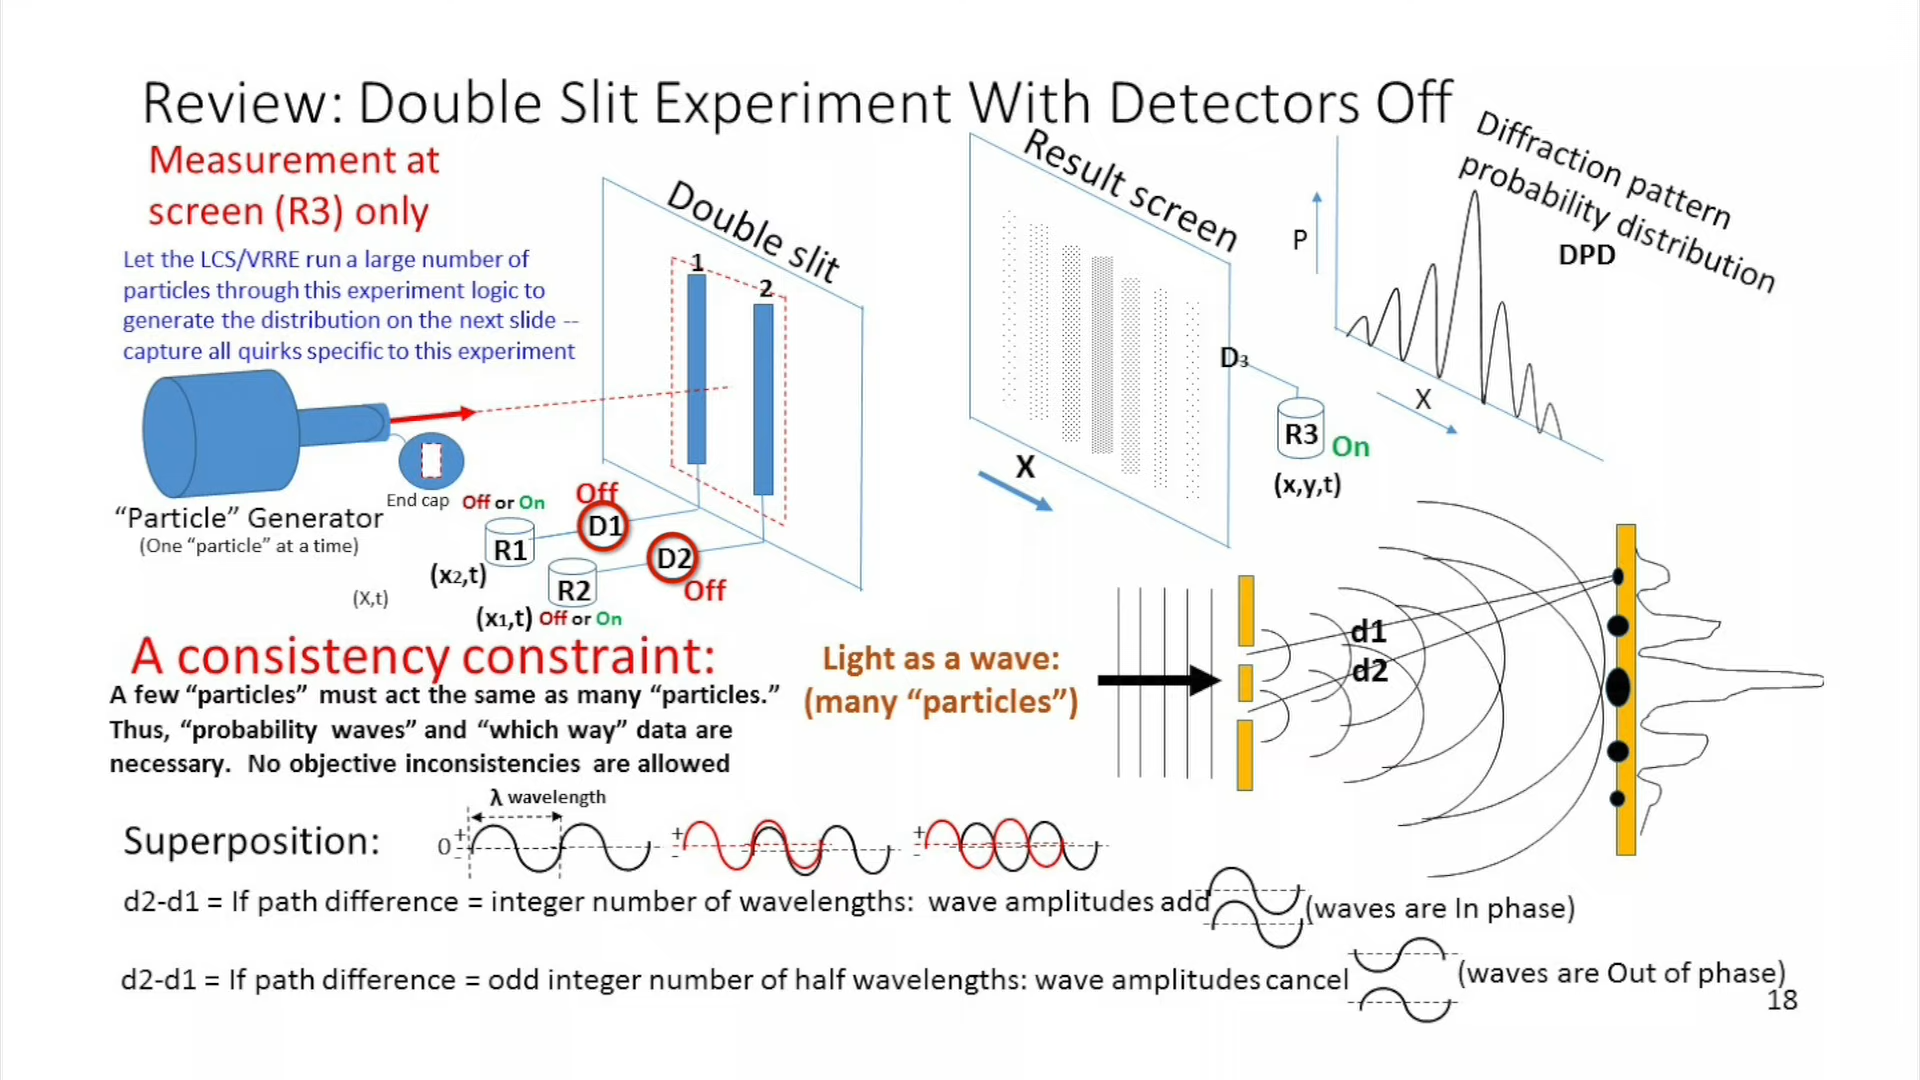 Review: Double Slit Experiment With Detectors Off
Measurement at
screen (R3) only
Let the LCS/VRRE run a large number of
particles through this experiment logic to
generate the distribution on the next slide --
capture all quirks specific to this experiment
End cap
“Particle” Generator
(One “particle” at a time)
(X,t)
Double slit
1
2
Off or On
Off
D1
R1
(x2,t)
D2
Off
R2
(x1,t) Off or On
Result screen
X
D3
R3
On
(x,y,t)
Diffraction pattern
probability distribution
DPD
P
X
A consistency constraint:
A few “particles” must act the same as many “particles.”
Thus, “probability waves” and “which way” data are
necessary. No objective inconsistencies are allowed
Light as a wave:
(many “particles”)
d1
d2
λ wavelength
Superposition:
0
+
-
+
-
+
-
d2-d1 = If path difference = integer number of wavelengths: wave amplitudes add
(waves are In phase)
d2-d1 = If path difference = odd integer number of half wavelengths: wave amplitudes cancel
(waves are Out of phase)
18